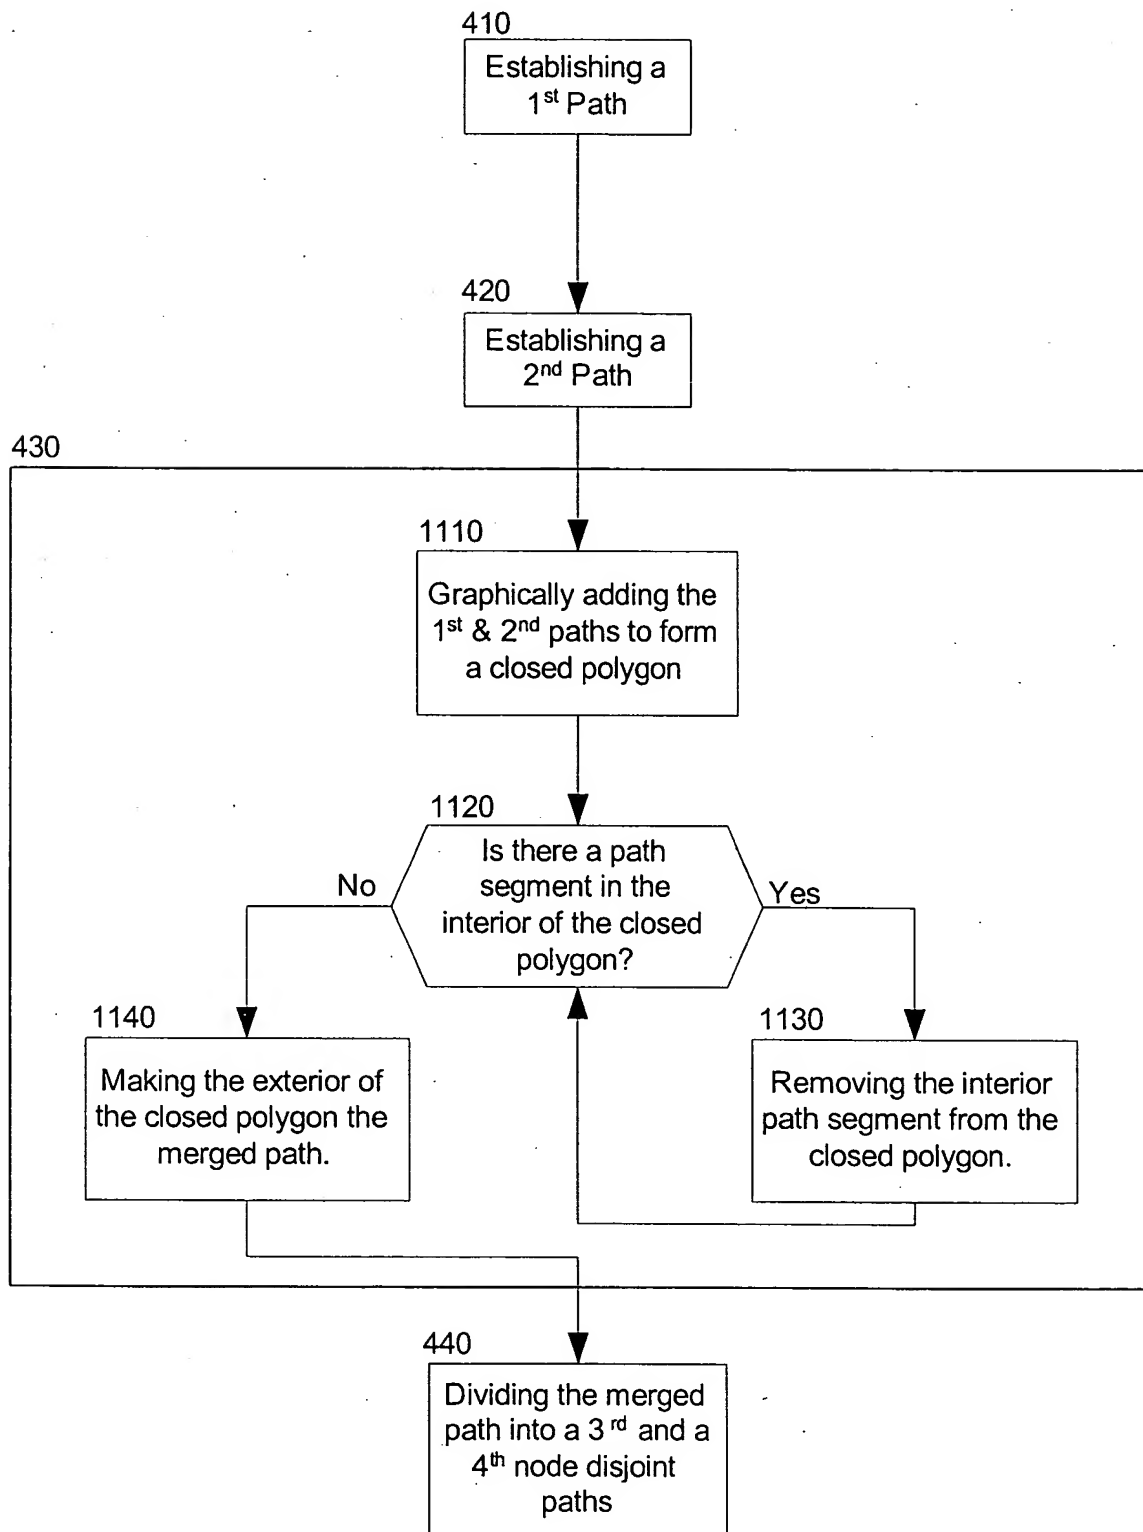 410
Establishing a
1st Path
420
Establishing a
2nd Path
430
1110
Graphically adding the
1st & 2nd paths to form
a closed polygon
1120
Is there a path
segment in the
interior of the closed
polygon?
No
Yes
1140
Making the exterior of
the closed polygon the
merged path.
1130
Removing the interior
path segment from the
closed polygon.
440
Dividing the merged
path into a 3rd and a
4th node disjoint
paths